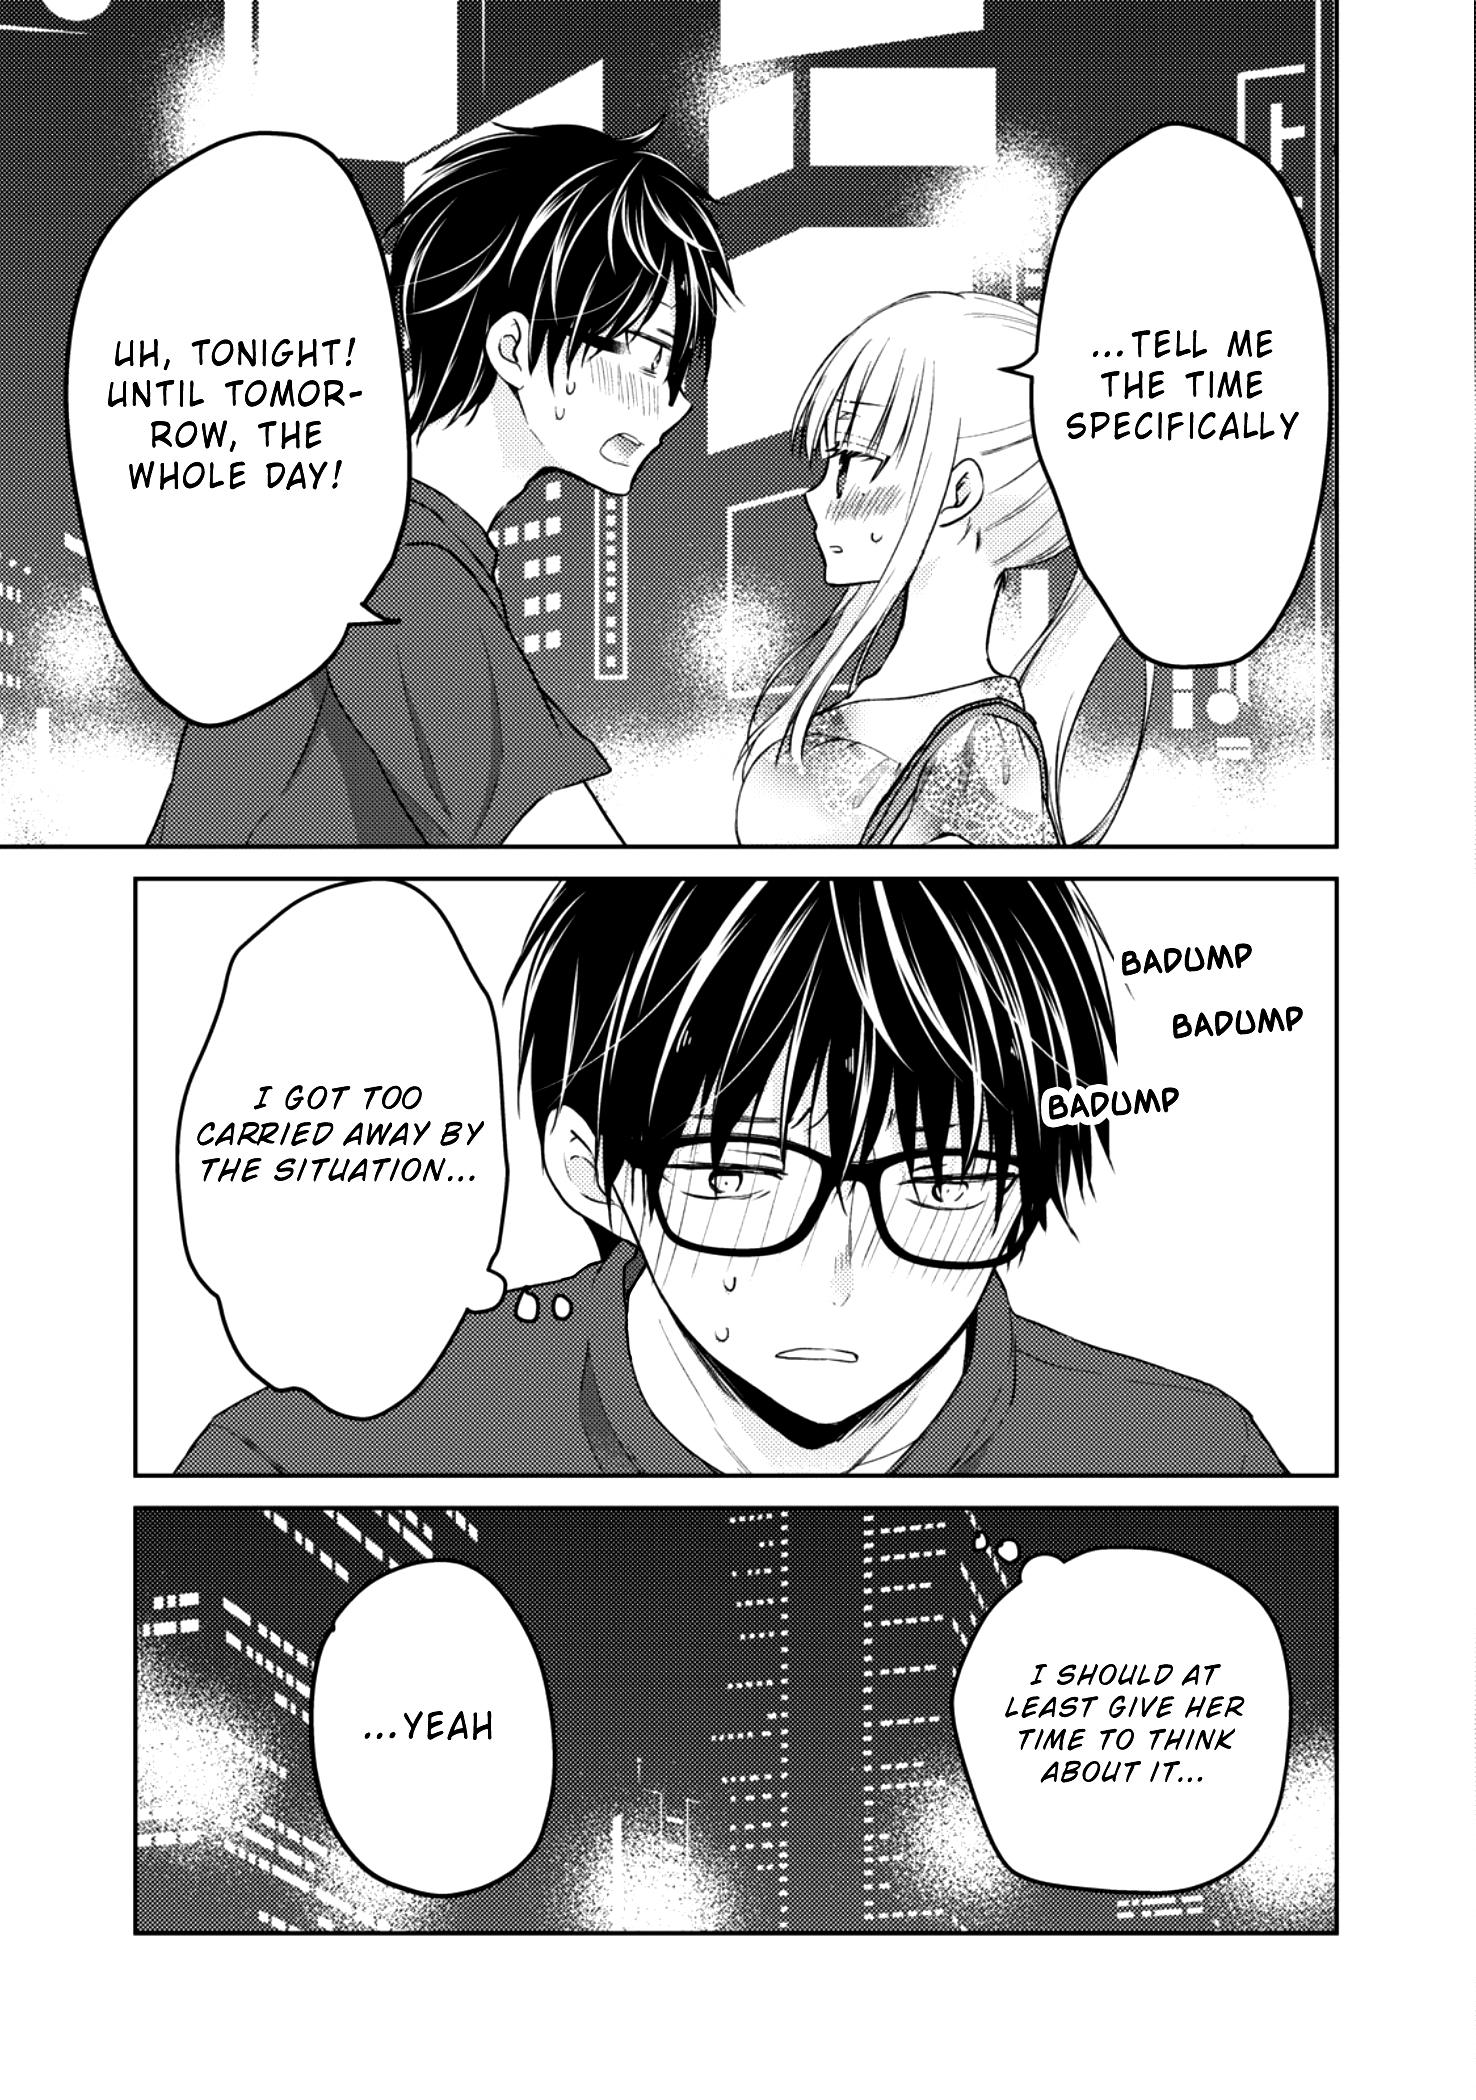 ...TELL ME
THE TIME
SPECIFICALLY
UH, TONIGHT!
UNTIL TOMOR-
ROW, THE
WHOLE DAY!
BADUMP
BADUMP
BADUMP
I GOT TOO
CARRIED AWAY BY
THE SITUATION...
I SHOULD AT
LEAST GIVE HER
TIME TO THINK
ABOUT IT...
...YEAH